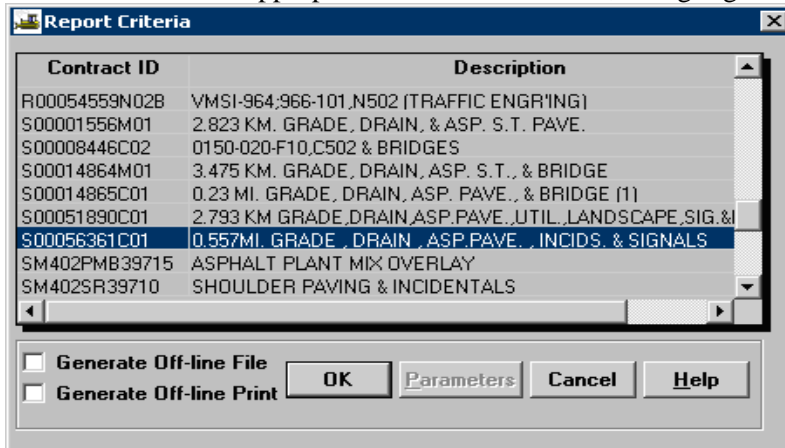 Report Criteria
Contract ID Description
R00054559N02B VMSI-964;966-101,N502 (TRAFFIC ENGR'ING)
S00001556M01 2.823 KM. GRADE, DRAIN, & ASP. S.T. PAVE.
S00008446C02 0150-020-F10,C502 & BRIDGES
S00014864M01 3.475 KM. GRADE, DRAIN, ASP. S.T., & BRIDGE
S00014865C01 0.23 MI. GRADE, DRAIN, ASP. PAVE., & BRIDGE (1)
S00051890C01 2.793 KM GRADE,DRAIN,ASP.PAVE.,UTIL.,LANDSCAPE,SIG.&
S00056361C01 0.557MI. GRADE , DRAIN , ASP.PAVE. , INCIDS. & SIGNALS
SM402PMB39715 ASPHALT PLANT MIX OVERLAY
SM402SR39710 SHOULDER PAVING & INCIDENTALS
Generate Off-line File
OK Parameters Cancel Help
Generate Off-line Print